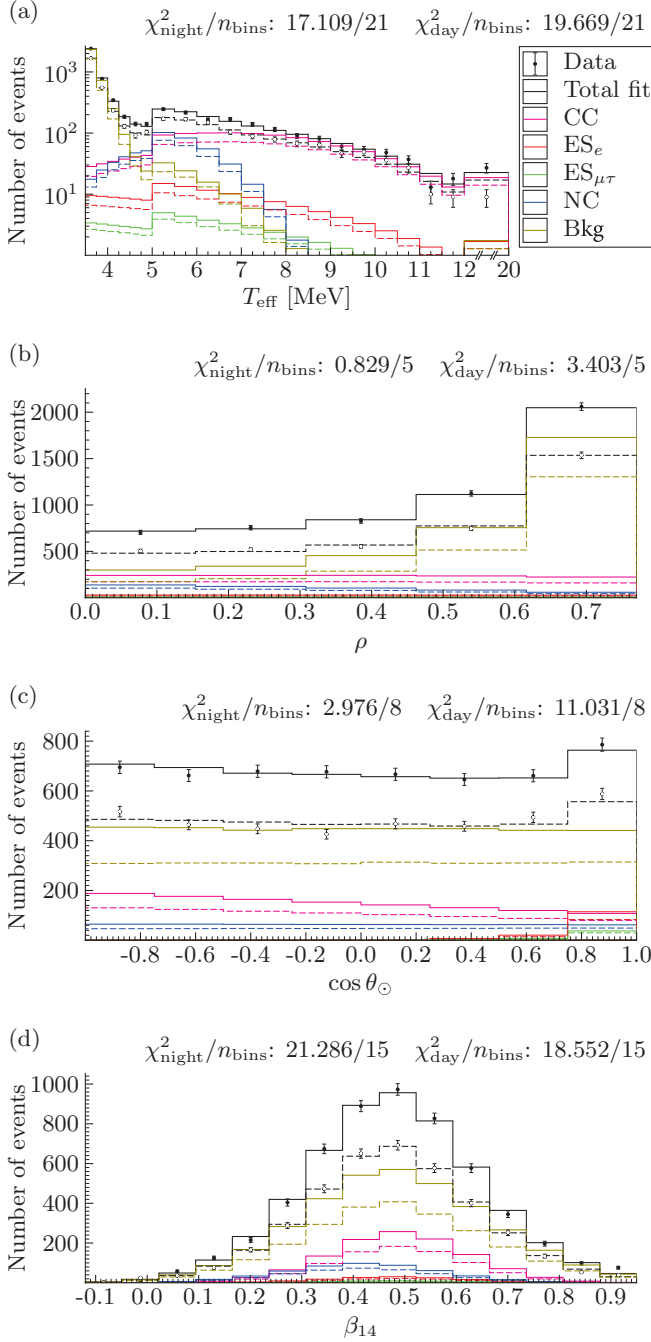 (a)
χ²night/nbins: 17.109/21 χ²day/nbins: 19.669/21
Number of events
10³
10²
10
4 5 6 7 8 9 10 11 12 20
Teff [MeV]
Data
Total fit
CC
ESe
ESμτ
NC
Bkg
(b)
χ²night/nbins: 0.829/5 χ²day/nbins: 3.403/5
Number of events
2000
1500
1000
500
0.0 0.1 0.2 0.3 0.4 0.5 0.6 0.7
ρ
(c)
χ²night/nbins: 2.976/8 χ²day/nbins: 11.031/8
Number of events
800
600
400
200
-0.8 -0.6 -0.4 -0.2 0.0 0.2 0.4 0.6 0.8 1.0
cos θ⊙
(d)
χ²night/nbins: 21.286/15 χ²day/nbins: 18.552/15
Number of events
1000
800
600
400
200
-0.1 0.0 0.1 0.2 0.3 0.4 0.5 0.6 0.7 0.8 0.9
β₁₄